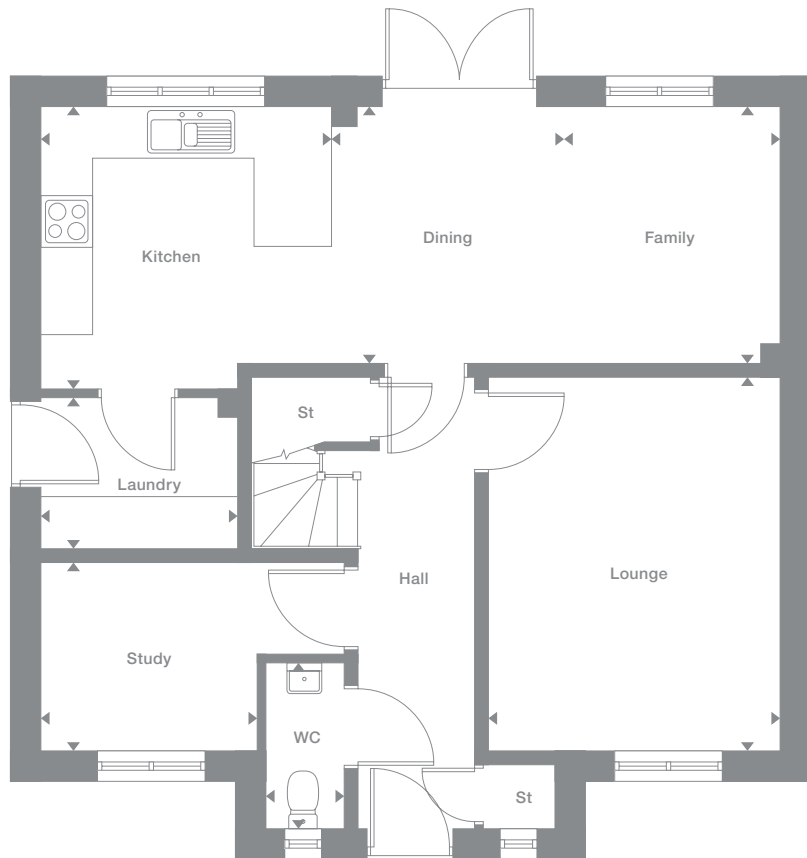 Kitchen
Dining
Family
St
Laundry
Hall
Lounge
Study
WC
St